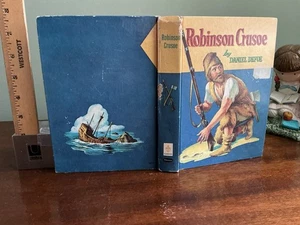 WESTCOTT
Robinson
Crusoe
Robinson Crusoe
by
DANIEL DEFOE